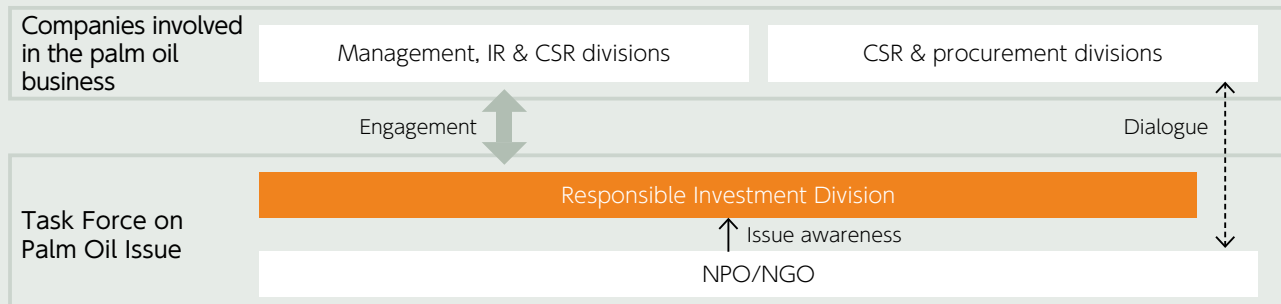 Companies involved
in the palm oil
business
Management, IR & CSR divisions
CSR & procurement divisions
Engagement
Dialogue
Task Force on
Palm Oil Issue
Responsible Investment Division
Issue awareness
NPO/NGO